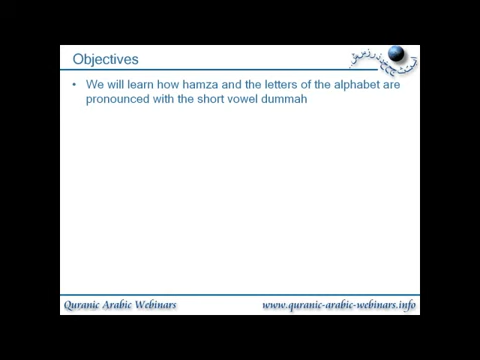 Objectives
• We will learn how hamza and the letters of the alphabet are
pronounced with the short vowel dummah
Quranic Arabic Webinars
www.quranic-arabic-webinars.info